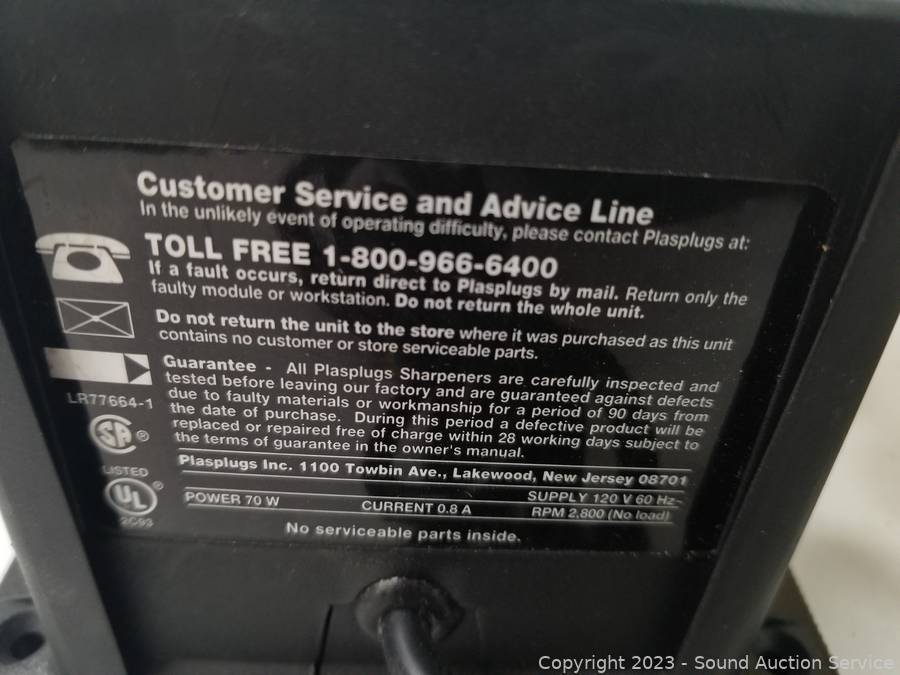 Customer Service and Advice Line
In the unlikely event of operating difficulty, please contact Plasplugs at:
TOLL FREE 1-800-966-6400
If a fault occurs, return direct to Plasplugs by mail. Return only the
faulty module or workstation. Do not return the whole unit.
Do not return the unit to the store where it was purchased as this unit
contains no customer or store serviceable parts.
Guarantee - All Plasplugs Sharpeners are carefully inspected and
tested before leaving our factory and are guaranteed against defects
due to faulty materials or workmanship for a period of 90 days from
the date of purchase. During this period a defective product will be
replaced or repaired free of charge within 28 working days subject to
the terms of guarantee in the owner's manual.
LR77664-1
SA ®
LISTED
UL ®
2C93
Plasplugs Inc. 1100 Towbin Ave., Lakewood, New Jersey 08701
POWER 70 W CURRENT 0.8 A SUPPLY 120 V 60 Hz~
RPM 2,800 (No load)
No serviceable parts inside.
Copyright 2023 - Sound Auction Service